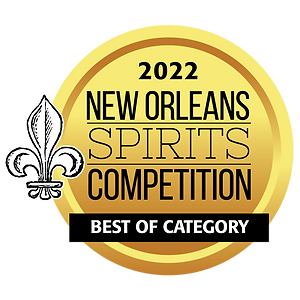 2022
NEW ORLEANS
SPIRITS
COMPETITION
BEST OF CATEGORY